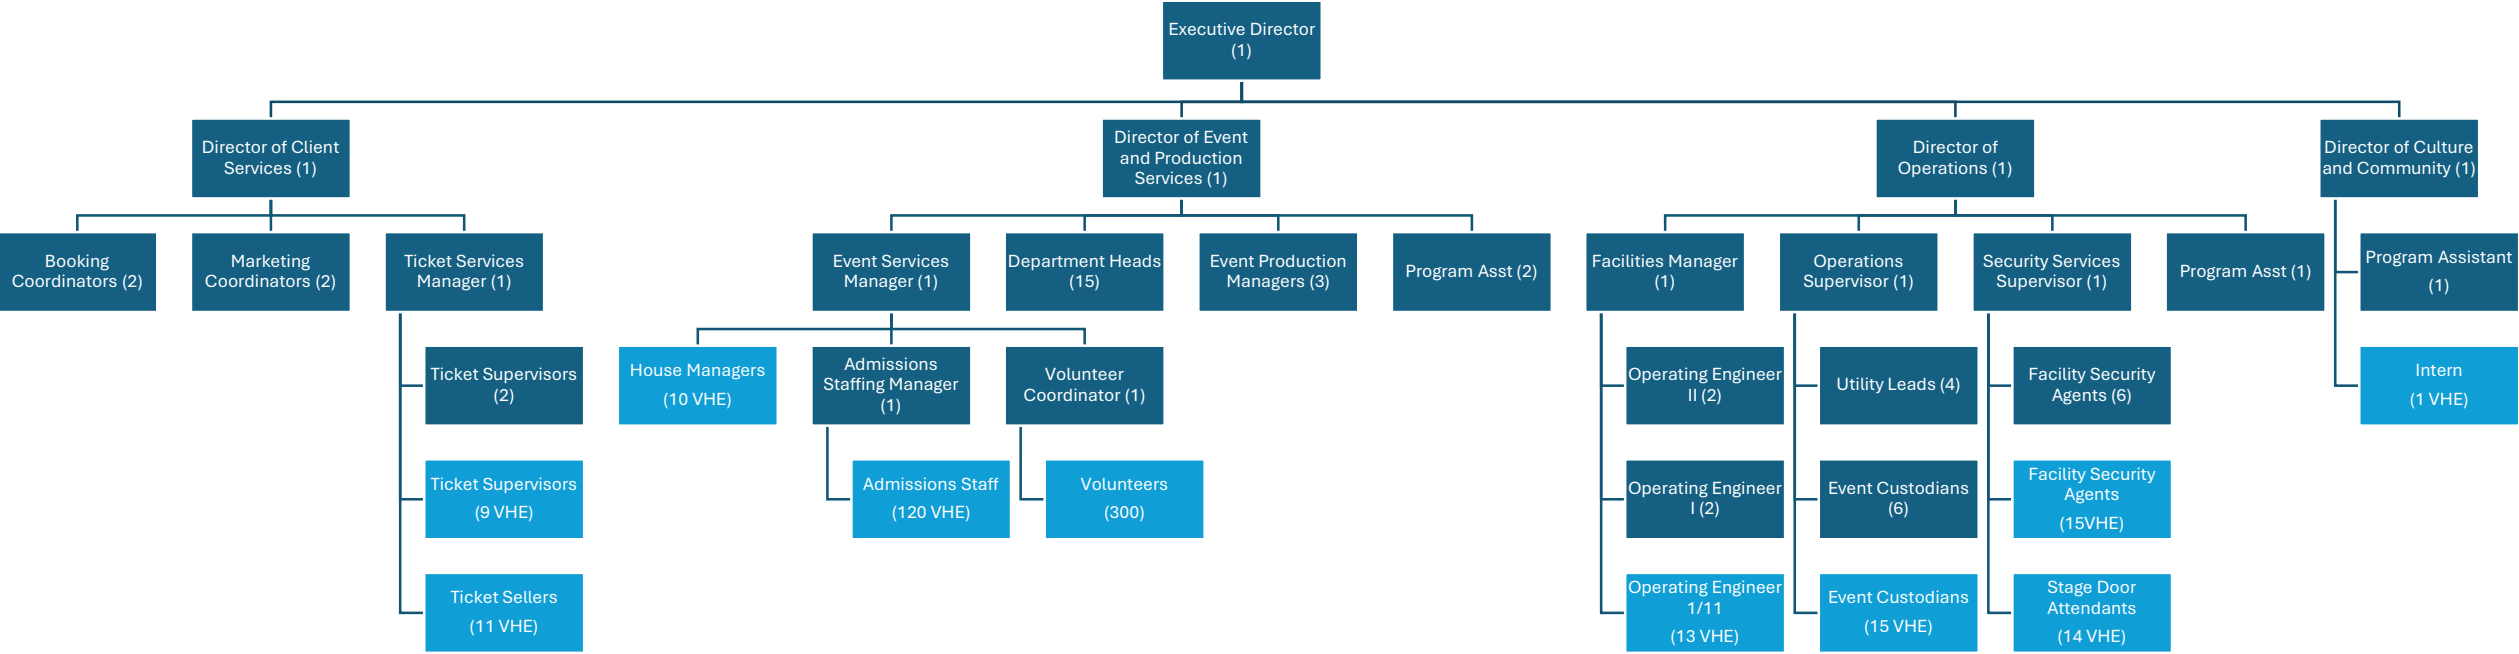 Executive Director
(1)
Director of Client
Services (1)
Director of Event
and Production
Services (1)
Director of
Operations (1)
Director of Culture
and Community (1)
Booking
Coordinators (2)
Marketing
Coordinators (2)
Ticket Services
Manager (1)
Event Services
Manager (1)
Department Heads
(15)
Event Production
Managers (3)
Program Asst (2)
Facilities Manager
(1)
Operations
Supervisor (1)
Security Services
Supervisor (1)
Program Asst (1)
Program Assistant
(1)
Ticket Supervisors
(2)
House Managers
(10 VHE)
Admissions
Staffing Manager
(1)
Volunteer
Coordinator (1)
Operating Engineer
II (2)
Utility Leads (4)
Facility Security
Agents (6)
Intern
(1 VHE)
Ticket Supervisors
(9 VHE)
Admissions Staff
(120 VHE)
Volunteers
(300)
Operating Engineer
I (2)
Event Custodians
(6)
Facility Security
Agents
(15VHE)
Ticket Sellers
(11 VHE)
Operating Engineer
1/11
(13 VHE)
Event Custodians
(15 VHE)
Stage Door
Attendants
(14 VHE)